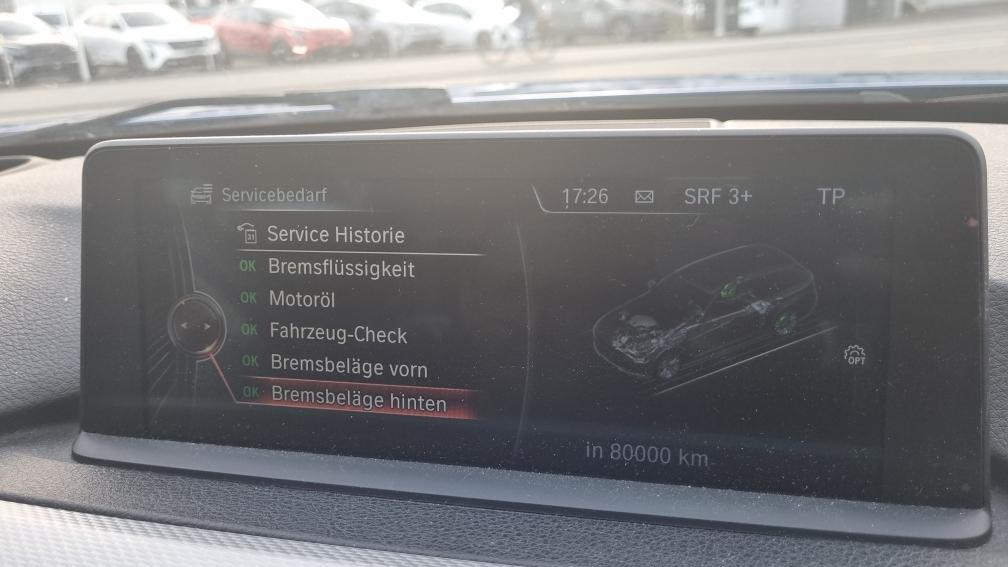 Servicebedarf
17:26 SRF 3+ TP
31 Service Historie
OK Bremsflüssigkeit
OK Motoröl
OK Fahrzeug-Check
OK Bremsbeläge vorn
OK Bremsbeläge hinten
OPT
in 80000 km